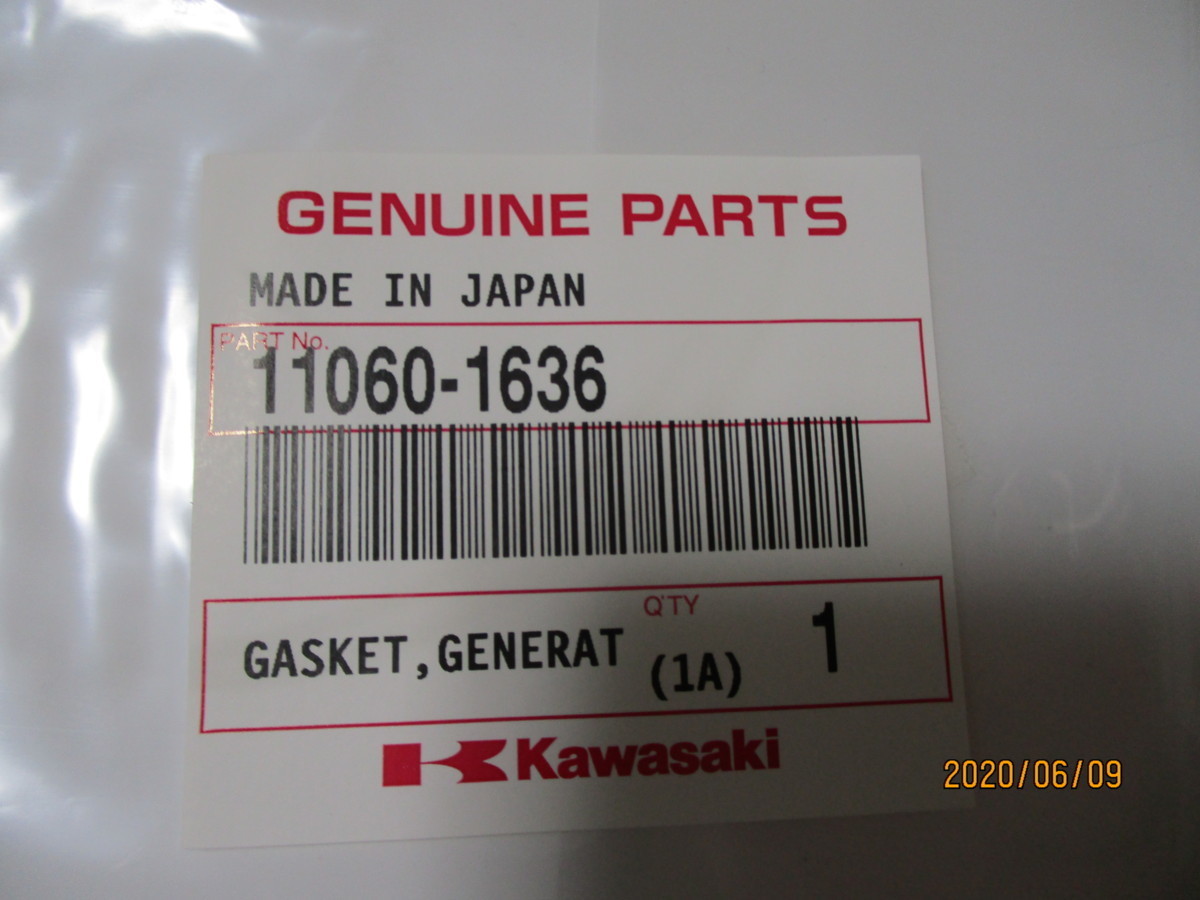 GENUINE PARTS
MADE IN JAPAN
PART No.
11060-1636
Q'TY
GASKET,GENERAT (1A) 1
Kawasaki
2020/06/09